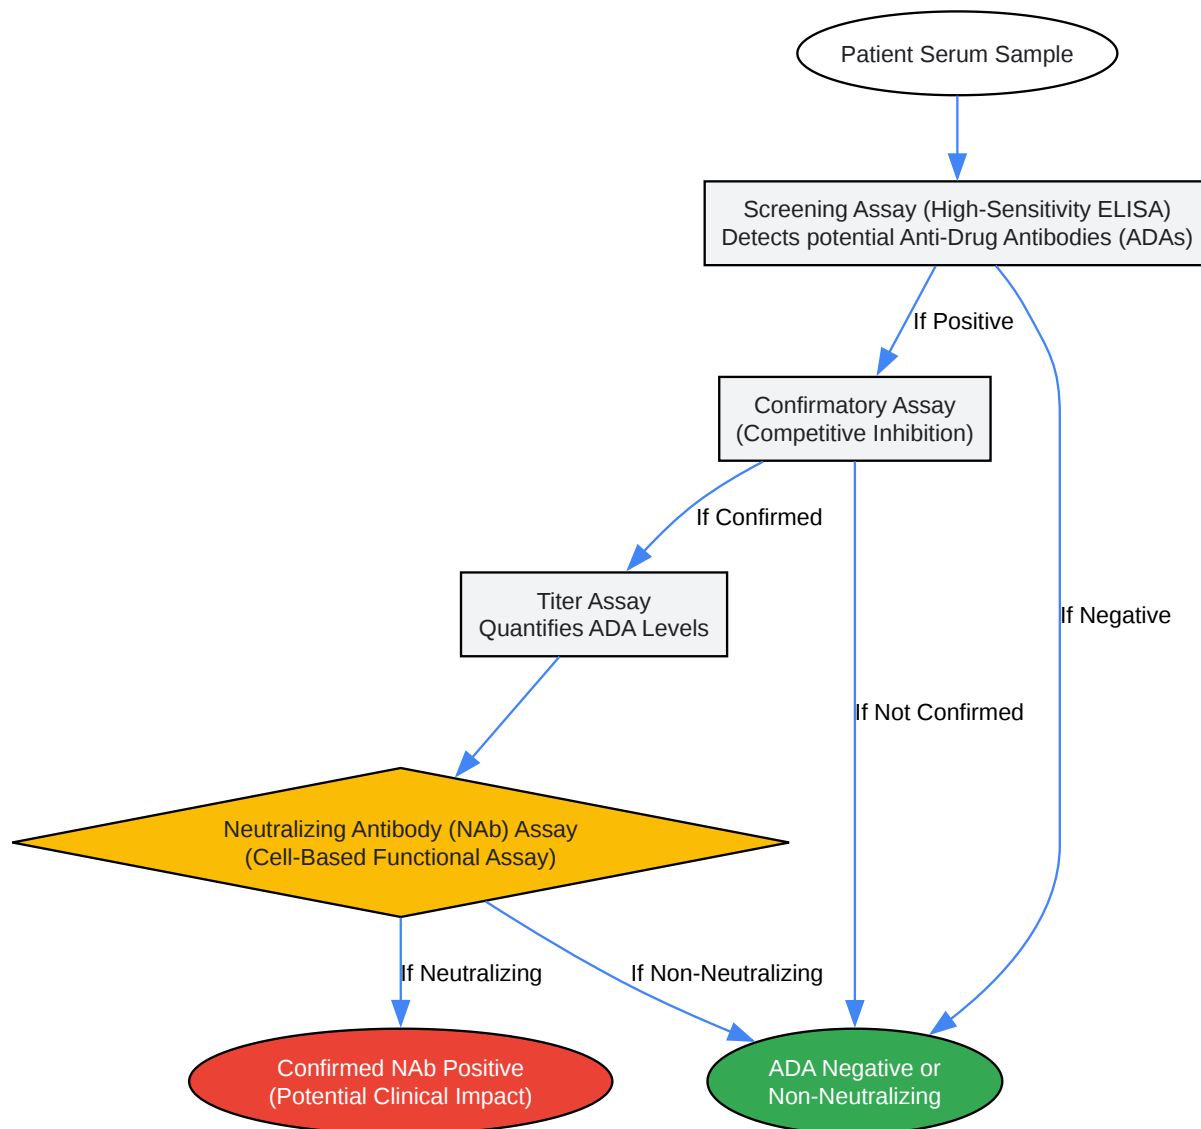 Patient Serum Sample
Screening Assay (High-Sensitivity ELISA)
Detects potential Anti-Drug Antibodies (ADAs)
If Positive
Confirmatory Assay
(Competitive Inhibition)
If Confirmed
Titer Assay
Quantifies ADA Levels
If Negative
If Not Confirmed
Neutralizing Antibody (NAb) Assay
(Cell-Based Functional Assay)
If Neutralizing
If Non-Neutralizing
Confirmed NAb Positive
(Potential Clinical Impact)
ADA Negative or
Non-Neutralizing